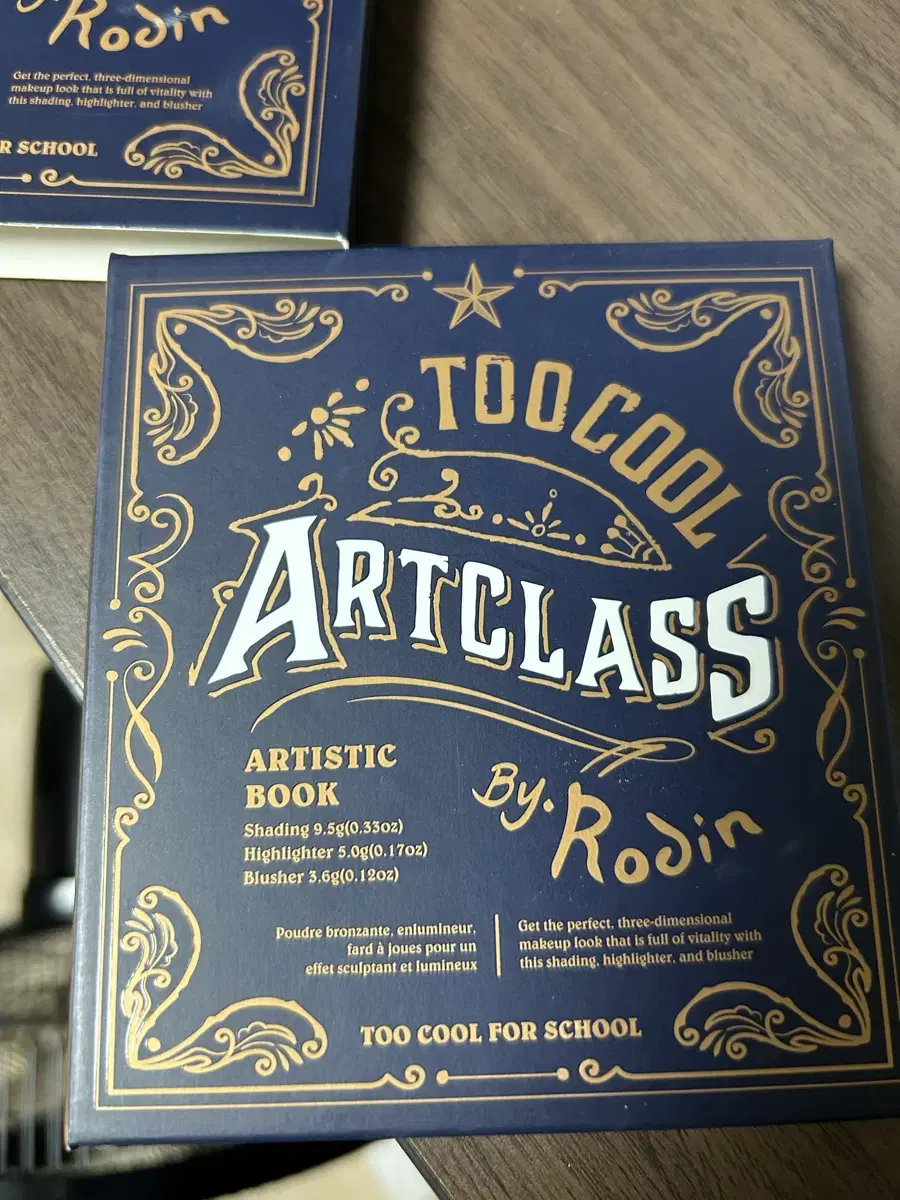 Rodin
Get the perfect, three-dimensional
makeup look that is full of vitality with
this shading, highlighter, and blusher
R SCHOOL
TOO COOL
ARTCLASS
By. Rodin
ARTISTIC
BOOK
Shading 9.5g(0.33oz)
Highlighter 5.0g(0.17oz)
Blusher 3.6g(0.12oz)
Poudre bronzante, enlumineur,
fard à joues pour un
effet sculptant et lumineux
Get the perfect, three-dimensional
makeup look that is full of vitality with
this shading, highlighter, and blusher
TOO COOL FOR SCHOOL